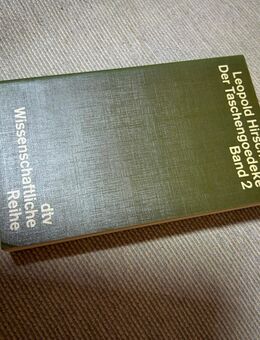 Leopold
Der Taschengoedeke
Band 2
dtv
Wissenschaftliche
Reihe